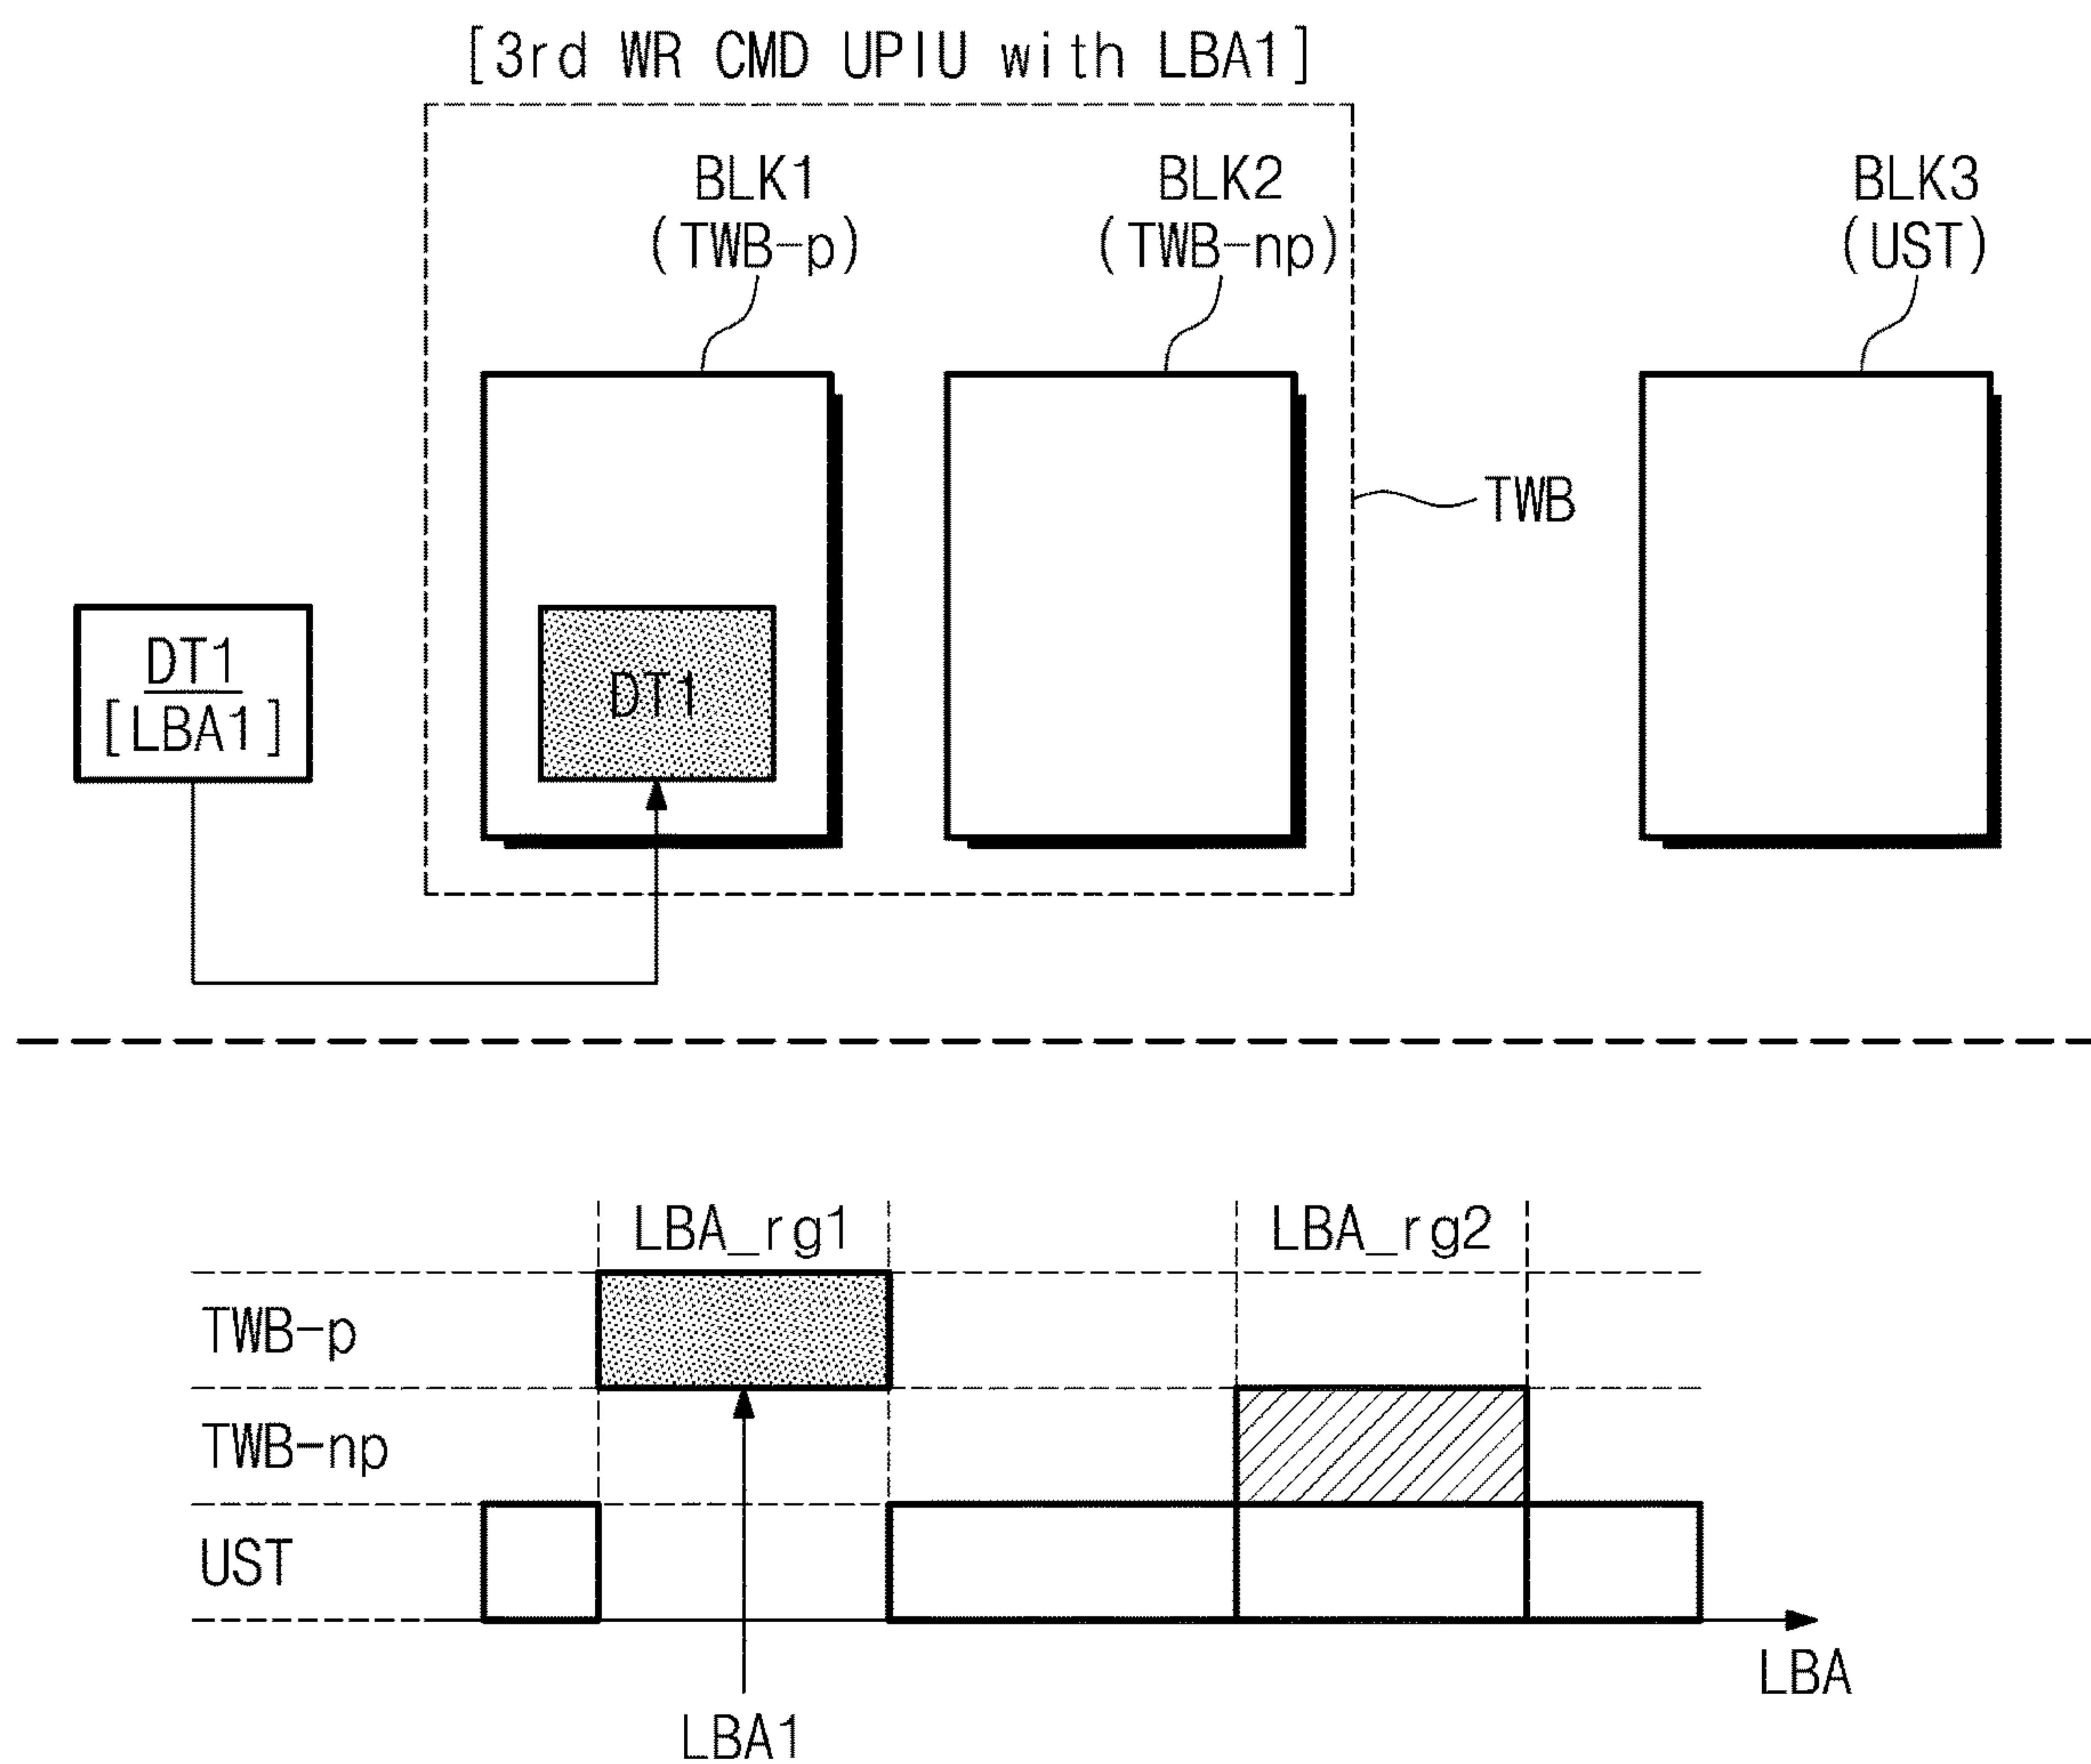 [3rd WR CMD UPIU with LBA1]
BLK1
(TWB-p)
BLK2
(TWB-np)
BLK3
(UST)
TWB
DT1
[LBA1]
DT1
LBA_rg1
LBA_rg2
TWB-p
TWB-np
UST
LBA
LBA1